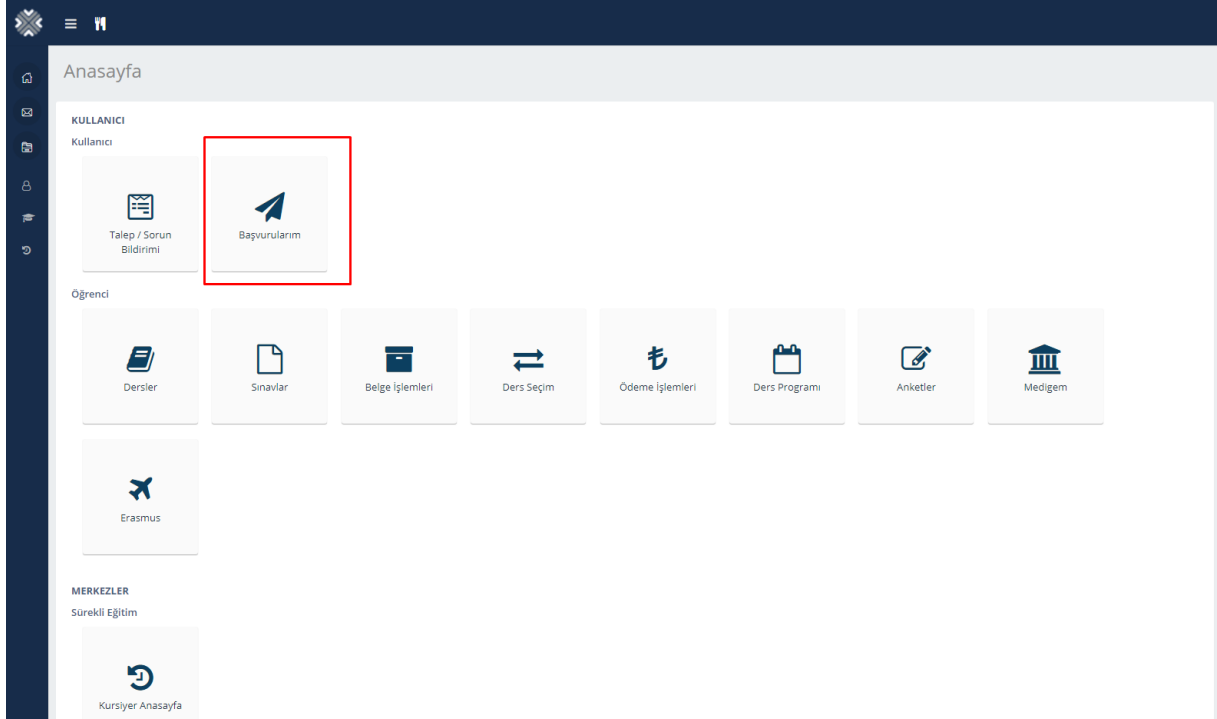 Anasayfa
KULLANICI
Kullanıcı
Talep / Sorun
Bildirimi
Başvurularım
Öğrenci
Dersler
Sınavlar
Belge İşlemleri
Ders Seçim
Ödeme İşlemleri
Ders Programı
Anketler
Medigem
Erasmus
MERKEZLER
Sürekli Eğitim
Kursiyer Anasayfa